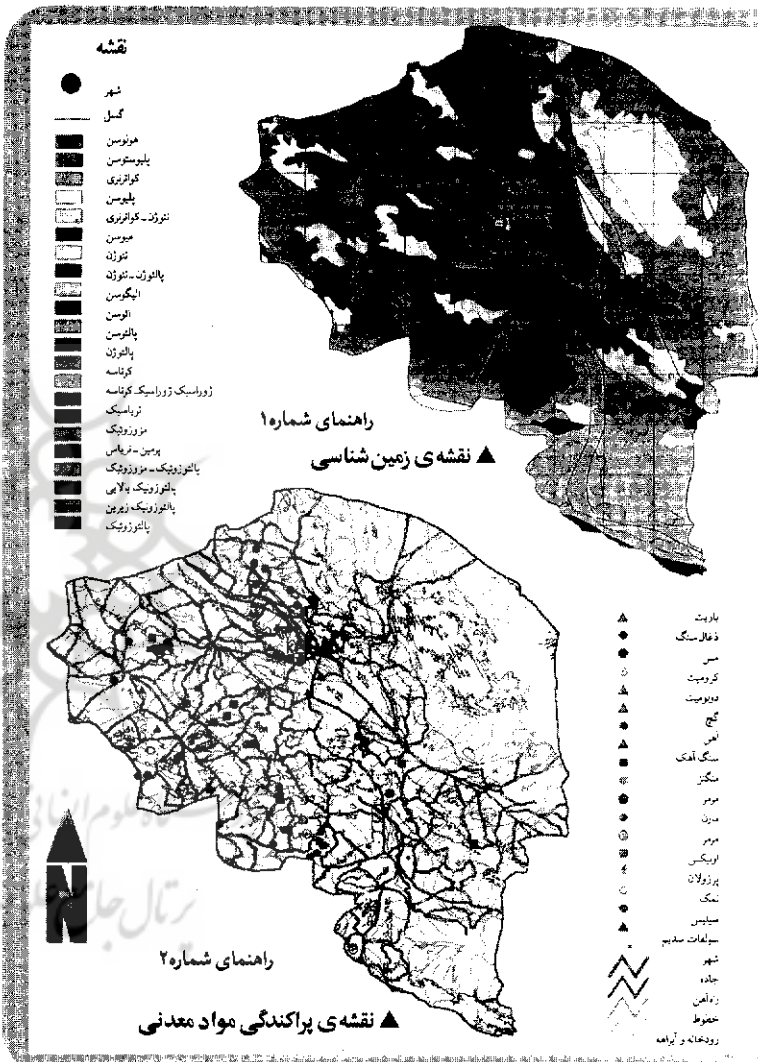 نقشه
شهر
گسل
هولوسن
پلیوستوسن
کواترنری
پلیوسن
نئوژن-کواترنری
میوسن
نئوژن
پالئوژن-نئوژن
الیگوسن
ائوسن
پالئوسن
پالئوژن
کرتاسه
ژوراسیک ژوراسیک-کرتاسه
تریاسیک
مزوزوئیک
پرمین-تریاس
پالئوزوئیک-مزوزوئیک
پالئوزوئیک بالایی
پالئوزوئیک زیرین
پالئوزوئیک
راهنمای شماره۱
▲ نقشه‌ی زمین شناسی
باریت
ذغال سنگ
مس
کرومیت
دولومیت
گچ
آهن
سنگ آهک
منگنز
مرمر
مرمر
اونیکس
نمک
سیلیس
سولفات سدیم
شهر
جاده
راه‌آهن
خطوط
رودخانه و آبراهه
N
راهنمای شماره۲
▲ نقشه‌ی پراکندگی مواد معدنی